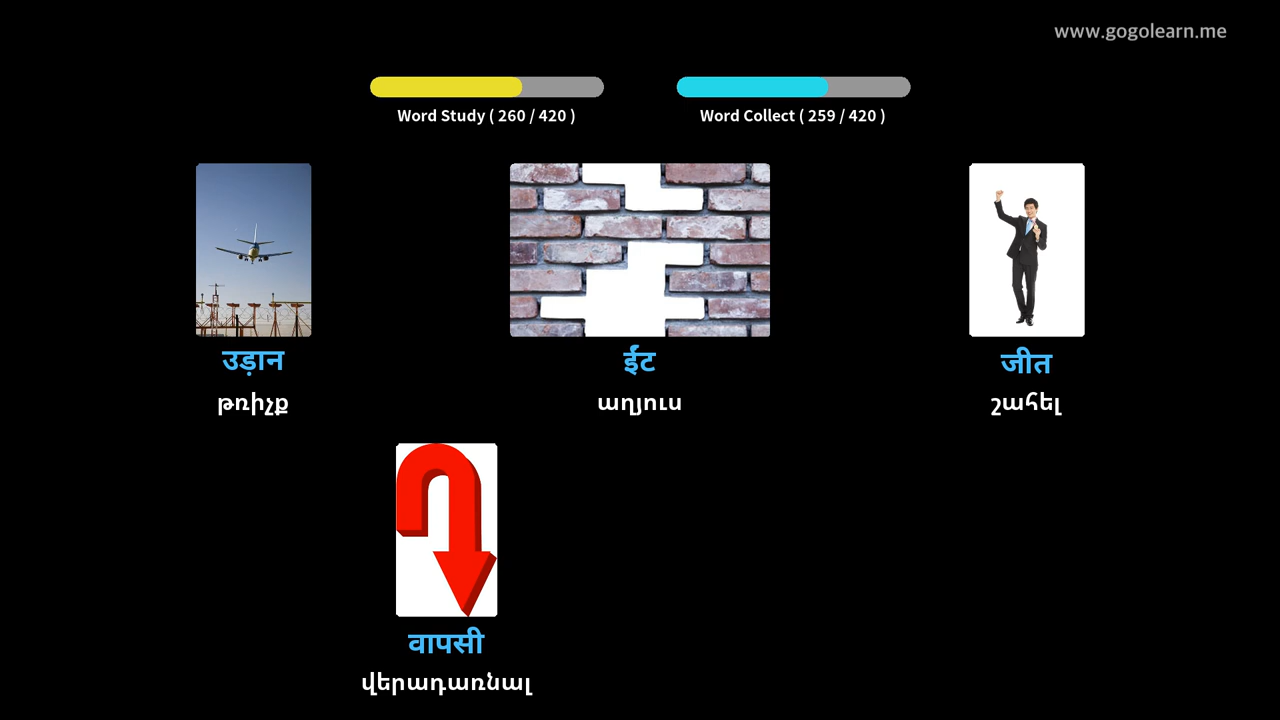 www.gogolearn.me
Word Study ( 260 / 420 )
Word Collect ( 259 / 420 )
उड़ान
թռիչք
ईंट
աղյուս
जीत
շահել
वापसी
վերադառնալ